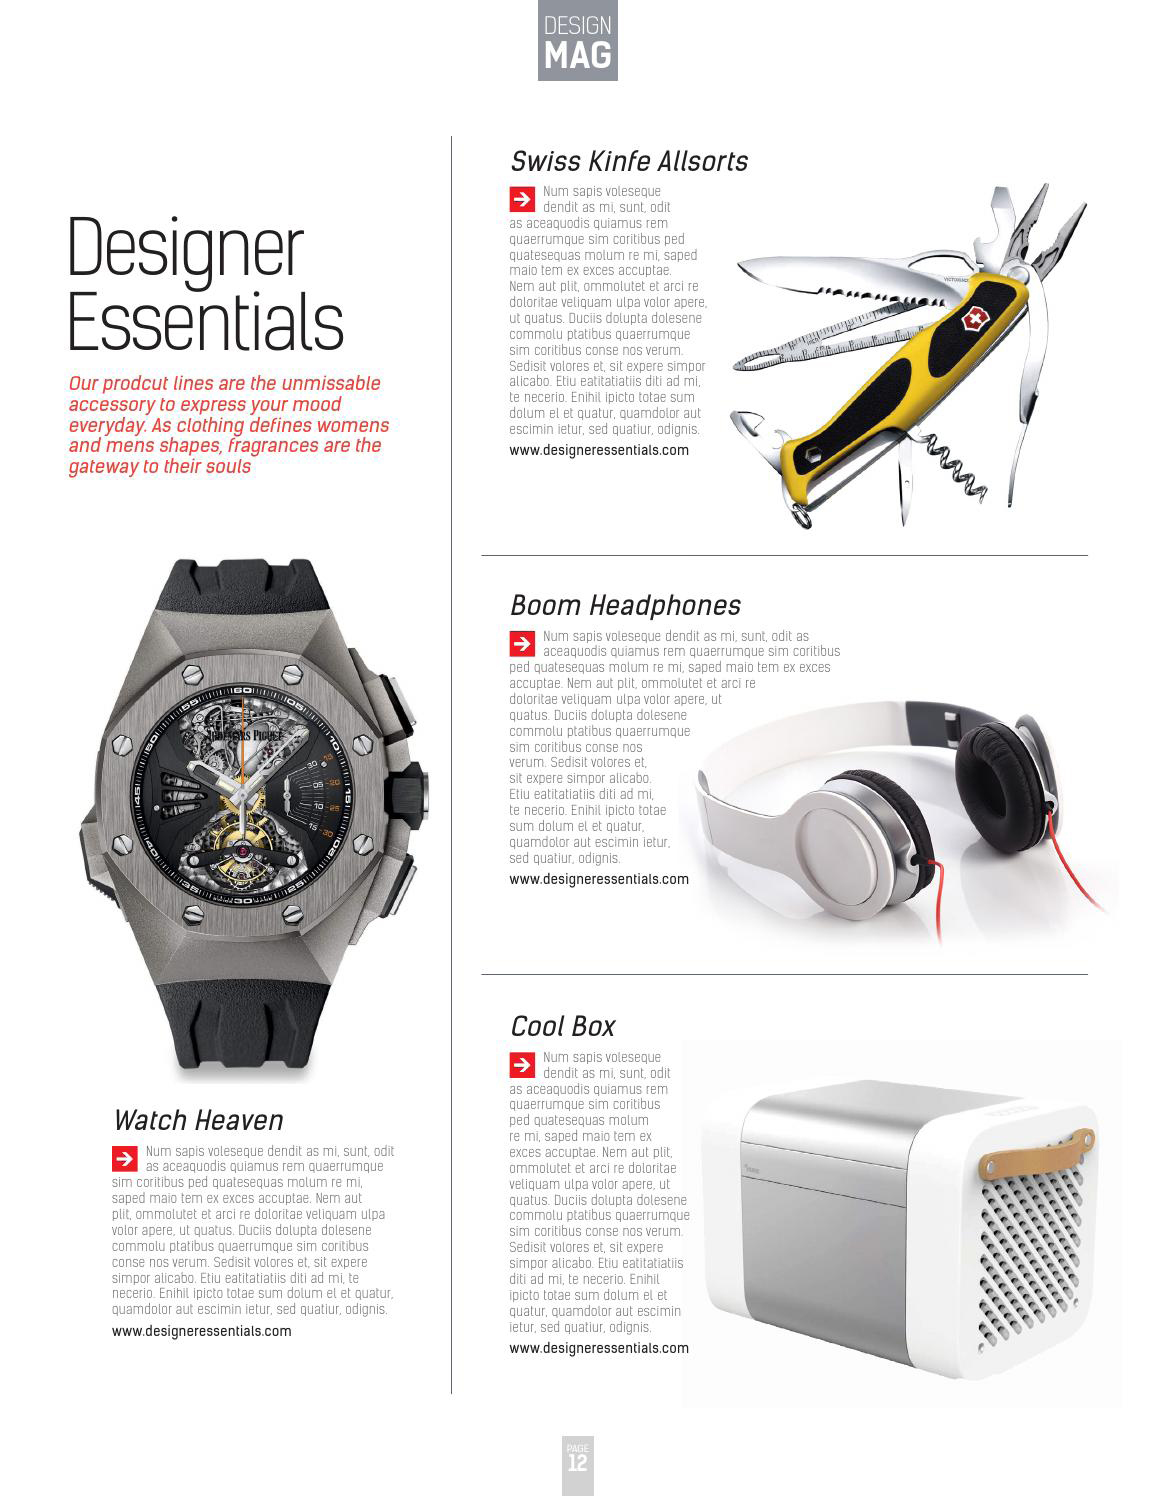 DESIGN
MAG
Designer
Essentials
Our prodcut lines are the unmissable
accessory to express your mood
everyday. As clothing defines womens
and mens shapes, fragrances are the
gateway to their souls
Watch Heaven
Num sapis voleseque dendit as mi, sunt, odit
as aceaquodis quiamus rem quaerrumque
sim coritibus ped quatesequas molum re mi,
saped maio tem ex exces accuptae. Nem aut
plit, ommolutet et arci re doloritae veliquam ulpa
volor apere, ut quatus. Duciis dolupta dolesene
commolu ptatibus quaerrumque sim coritibus
conse nos verum. Sedisit volores et, sit expere
simpor alicabo. Etiu eatitatiatiis diti ad mi, te
necerio. Enihil ipicto totae sum dolum el et quatur,
quamdolor aut escimin ietur, sed quatiur, odignis.
www.designeressentials.com
Swiss Kinfe Allsorts
Num sapis voleseque
dendit as mi, sunt, odit
as aceaquodis quiamus rem
quaerrumque sim coritibus ped
quatesequas molum re mi, saped
maio tem ex exces accuptae.
Nem aut plit, ommolutet et arci re
doloritae veliquam ulpa volor apere,
ut quatus. Duciis dolupta dolesene
commolu ptatibus quaerrumque
sim coritibus conse nos verum.
Sedisit volores et, sit expere simpor
alicabo. Etiu eatitatiatiis diti ad mi,
te necerio. Enihil ipicto totae sum
dolum el et quatur, quamdolor aut
escimin ietur, sed quatiur, odignis.
www.designeressentials.com
Boom Headphones
Num sapis voleseque dendit as mi, sunt, odit as
aceaquodis quiamus rem quaerrumque sim coritibus
ped quatesequas molum re mi, saped maio tem ex exces
accuptae. Nem aut plit, ommolutet et arci re
doloritae veliquam ulpa volor apere, ut
quatus. Duciis dolupta dolesene
commolu ptatibus quaerrumque
sim coritibus conse nos
verum. Sedisit volores et,
sit expere simpor alicabo.
Etiu eatitatiatiis diti ad mi,
te necerio. Enihil ipicto totae
sum dolum el et quatur,
quamdolor aut escimin ietur,
sed quatiur, odignis.
www.designeressentials.com
Cool Box
Num sapis voleseque
dendit as mi, sunt, odit
as aceaquodis quiamus rem
quaerrumque sim coritibus
ped quatesequas molum
re mi, saped maio tem ex
exces accuptae. Nem aut plit,
ommolutet et arci re doloritae
veliquam ulpa volor apere, ut
quatus. Duciis dolupta dolesene
commolu ptatibus quaerrumque
sim coritibus conse nos verum.
Sedisit volores et, sit expere
simpor alicabo. Etiu eatitatiatiis
diti ad mi, te necerio. Enihil
ipicto totae sum dolum el et
quatur, quamdolor aut escimin
ietur, sed quatiur, odignis.
www.designeressentials.com
PAGE
12